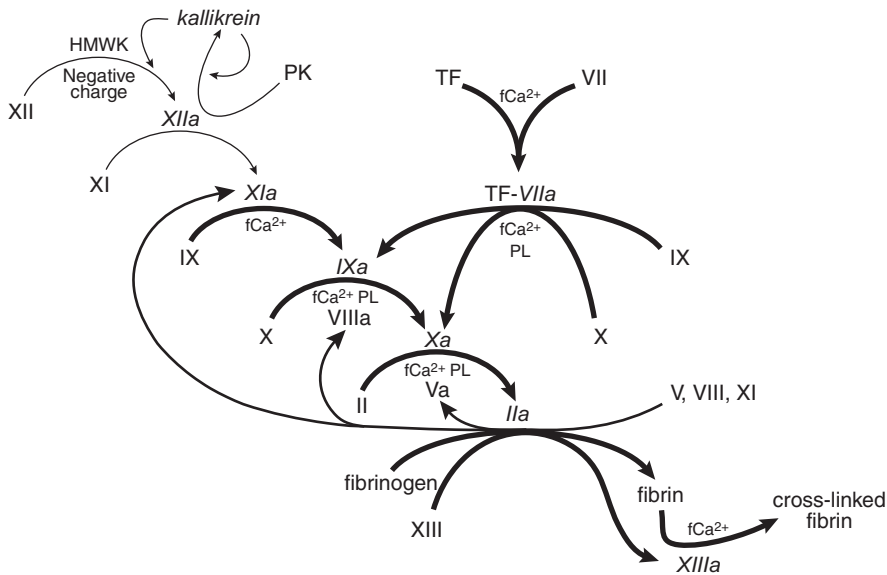 kallikrein
HMWK
Negative
charge
PK
XII
XIIa
TF
fCa²⁺
VII
XI
XIa
TF-VIIa
IX
fCa²⁺
fCa²⁺
PL
IX
IXa
fCa²⁺ PL
VIIIa
X
X
Xa
fCa²⁺ PL
Va
II
IIa
V, VIII, XI
fibrinogen
XIII
fibrin
fCa²⁺
cross-linked
fibrin
XIIIa